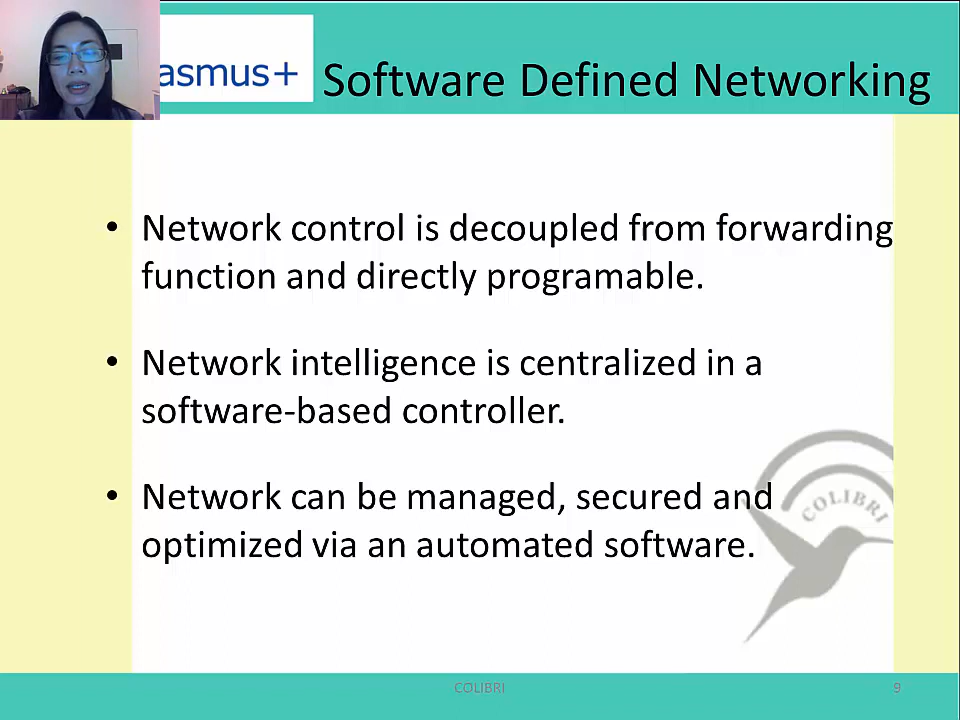 asmus+
Software Defined Networking
• Network control is decoupled from forwarding
function and directly programable.
• Network intelligence is centralized in a
software-based controller.
• Network can be managed, secured and
optimized via an automated software.
COLIBRI
COLIBRI
9